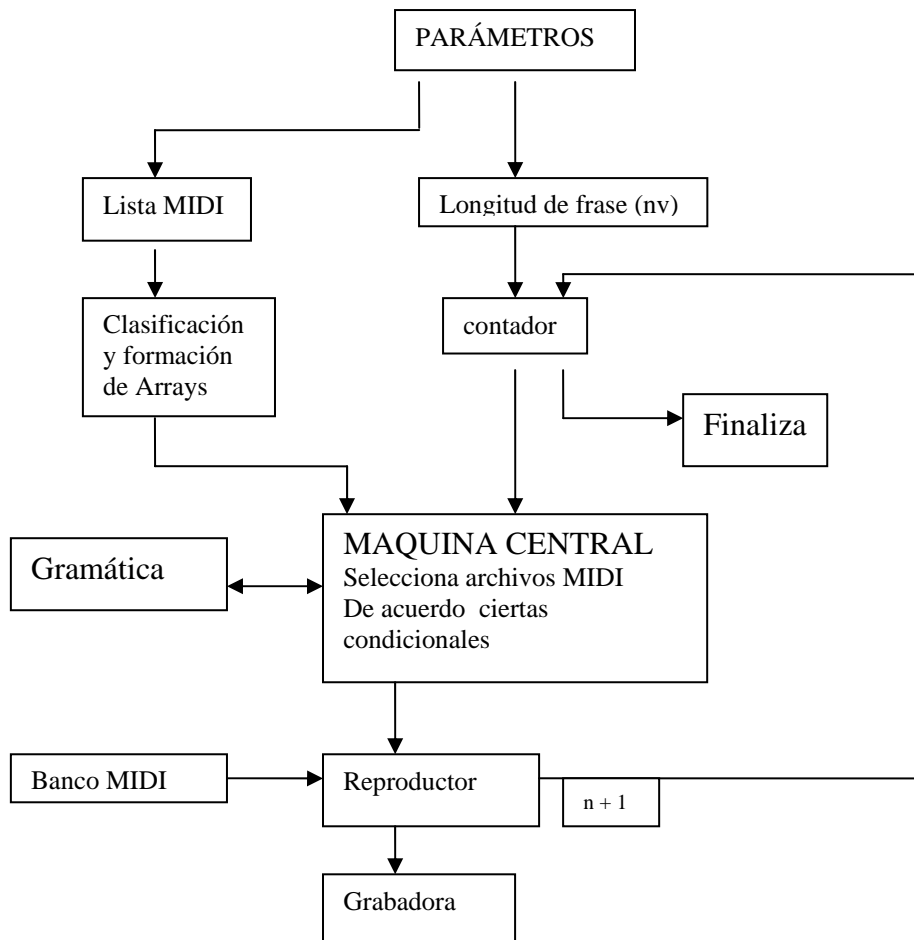 PARÁMETROS
Lista MIDI
Longitud de frase (nv)
Clasificación
y formación
de Arrays
contador
Finaliza
MAQUINA CENTRAL
Selecciona archivos MIDI
De acuerdo ciertas
condicionales
Gramática
Banco MIDI
Reproductor
n + 1
Grabadora